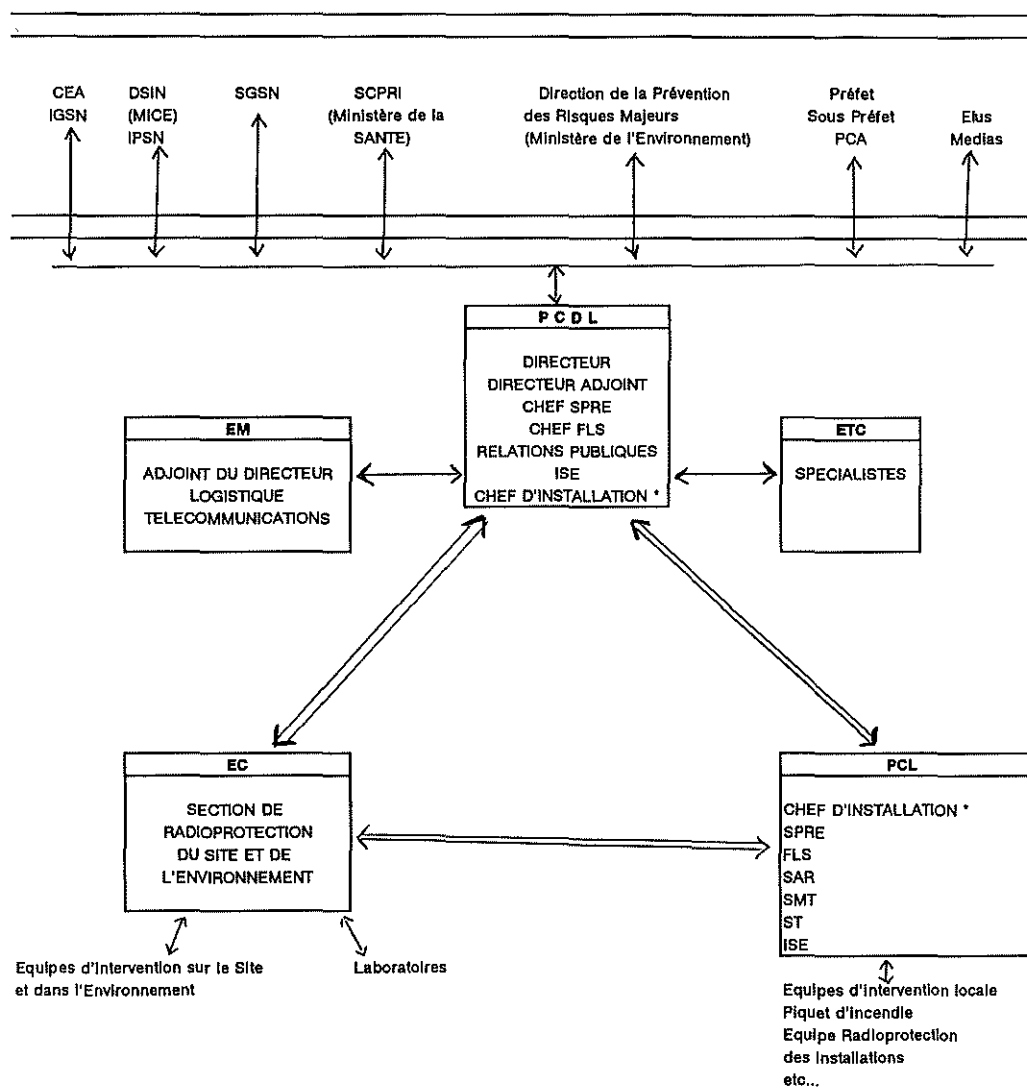 CEA
IGSN
DSIN
(MICE)
IPSN
SGSN
SCPRI
(Ministère de la
SANTE)
Direction de la Prévention
des Risques Majeurs
(Ministère de l'Environnement)
Préfet
Sous Préfet
PCA
Elus
Medias
P C D L
DIRECTEUR
DIRECTEUR ADJOINT
CHEF SPRE
CHEF FLS
RELATIONS PUBLIQUES
ISE
CHEF D'INSTALLATION *
EM
ADJOINT DU DIRECTEUR
LOGISTIQUE
TELECOMMUNICATIONS
ETC
SPECIALISTES
EC
SECTION DE
RADIOPROTECTION
DU SITE ET DE
L'ENVIRONNEMENT
PCL
CHEF D'INSTALLATION *
SPRE
FLS
SAR
SMT
ST
ISE
Equipes d'Intervention sur le Site
et dans l'Environnement
Laboratoires
Equipes d'intervention locale
Piquet d'incendie
Equipe Radioprotection
des Installations
etc...